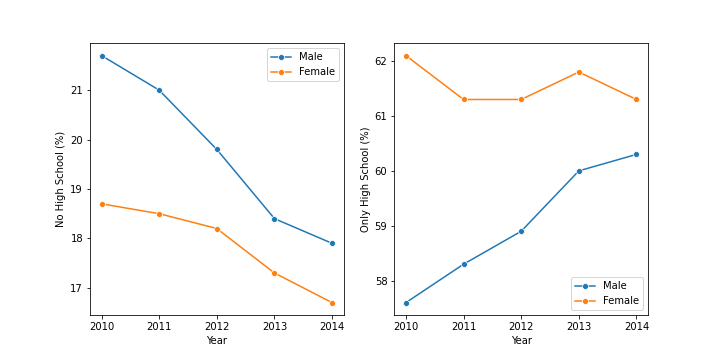 Male
Female
21
20
19
18
17
No High School (%)
2010 2011 2012 2013 2014
Year
62
61
60
59
58
Only High School (%)
Male
Female
2010 2011 2012 2013 2014
Year